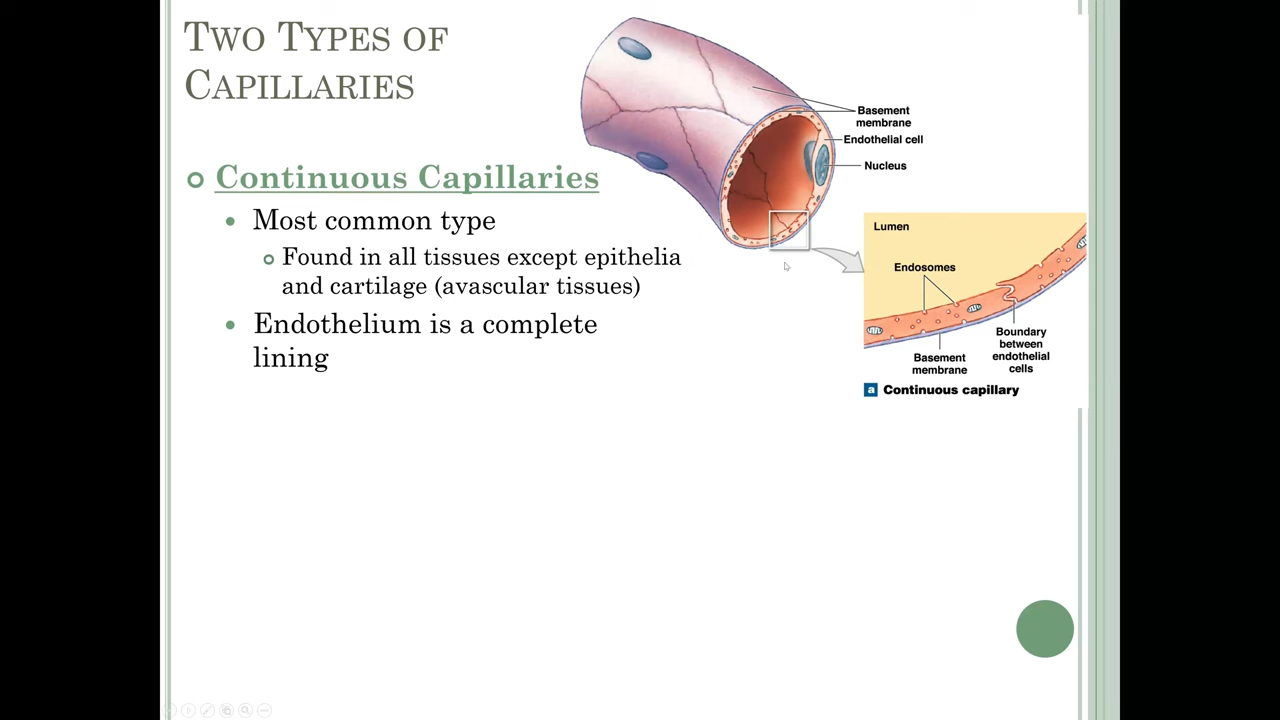 TWO TYPES OF
CAPILLARIES
Continuous Capillaries
Most common type
Found in all tissues except epithelia
and cartilage (avascular tissues)
Endothelium is a complete
lining
Basement
membrane
Endothelial cell
Nucleus
Lumen
Endosomes
Boundary
between
endothelial
cells
Basement
membrane
a Continuous capillary